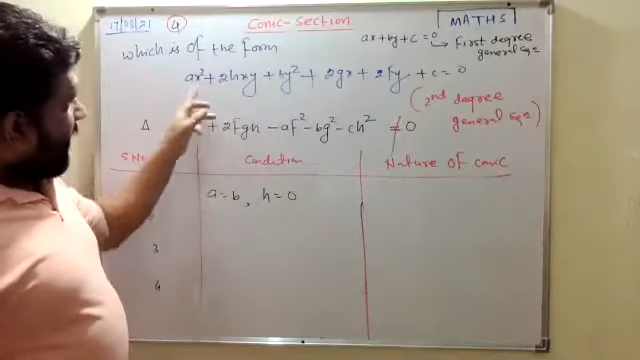 17/05/21 4 Conic-Section MATHS
ax+by+c=0
→ First degree general eqn
which is of the form
ax²+2hxy+by²+2gx+2fy+c=0
(2nd degree general eqn)
Δ + 2fgh -af²-bg²-ch² ≠0
S.N Condition Nature of conic
a=b, h=0
3
4